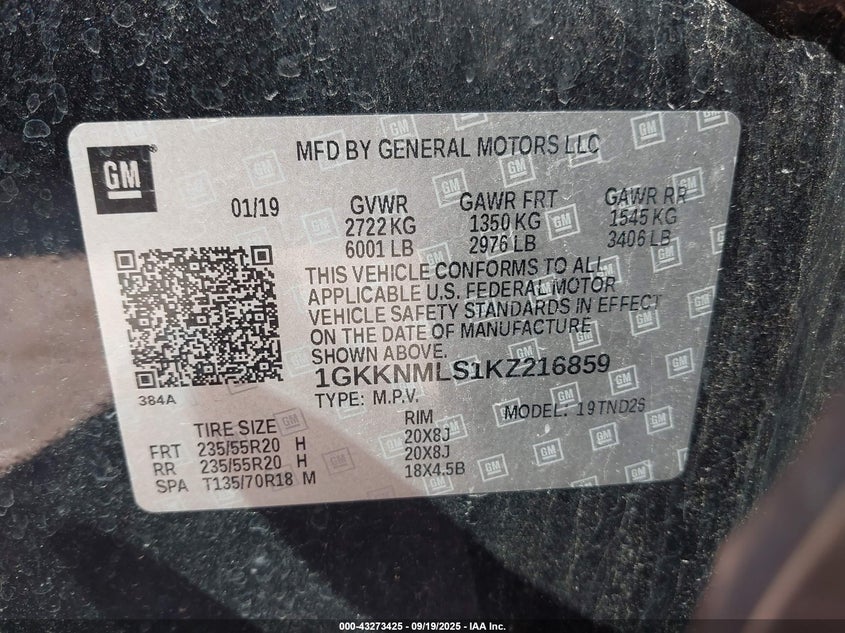 GM
MFD BY GENERAL MOTORS LLC
01/19 GVWR GAWR FRT GAWR RR
2722 KG 1350 KG 1545 KG
6001 LB 2976 LB 3406 LB
THIS VEHICLE CONFORMS TO ALL
APPLICABLE U.S. FEDERAL MOTOR
VEHICLE SAFETY STANDARDS IN EFFECT
ON THE DATE OF MANUFACTURE
SHOWN ABOVE.
1GKKNMLS1KZ216859
384A
TYPE: M.P.V. MODEL: 19TND26
TIRE SIZE RIM
FRT 235/55R20 H 20X8J
RR 235/55R20 H 20X8J
SPA T135/70R18 M 18X4.5B
000-43273425 - 09/19/2025 - IAA Inc.